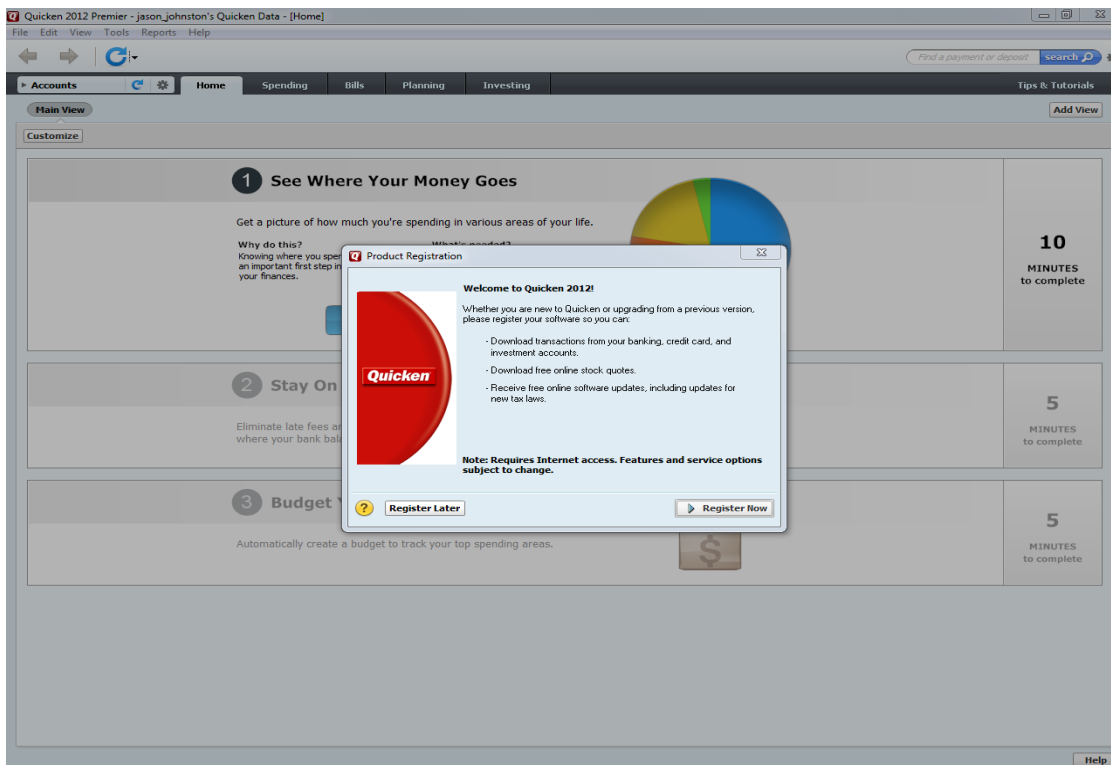 Quicken 2012 Premier - jason_johnston's Quicken Data - [Home]
File Edit View Tools Reports Help
Find a payment or deposit search
Accounts Home Spending Bills Planning Investing Tips & Tutorials
Main View Add View
Customize
1 See Where Your Money Goes
Get a picture of how much you're spending in various areas of your life.
Why do this? What's needed?
Knowing where you sper
an important first step in
your finances.
10
MINUTES
to complete
Product Registration
Welcome to Quicken 2012!
Whether you are new to Quicken or upgrading from a previous version,
please register your software so you can:
- Download transactions from your banking, credit card, and
investment accounts.
- Download free online stock quotes.
- Receive free online software updates, including updates for
new tax laws.
Quicken
Note: Requires Internet access. Features and service options
subject to change.
? Register Later Register Now
2 Stay On
Eliminate late fees ar
where your bank bala
5
MINUTES
to complete
3 Budget
Automatically create a budget to track your top spending areas.
$
5
MINUTES
to complete
Help